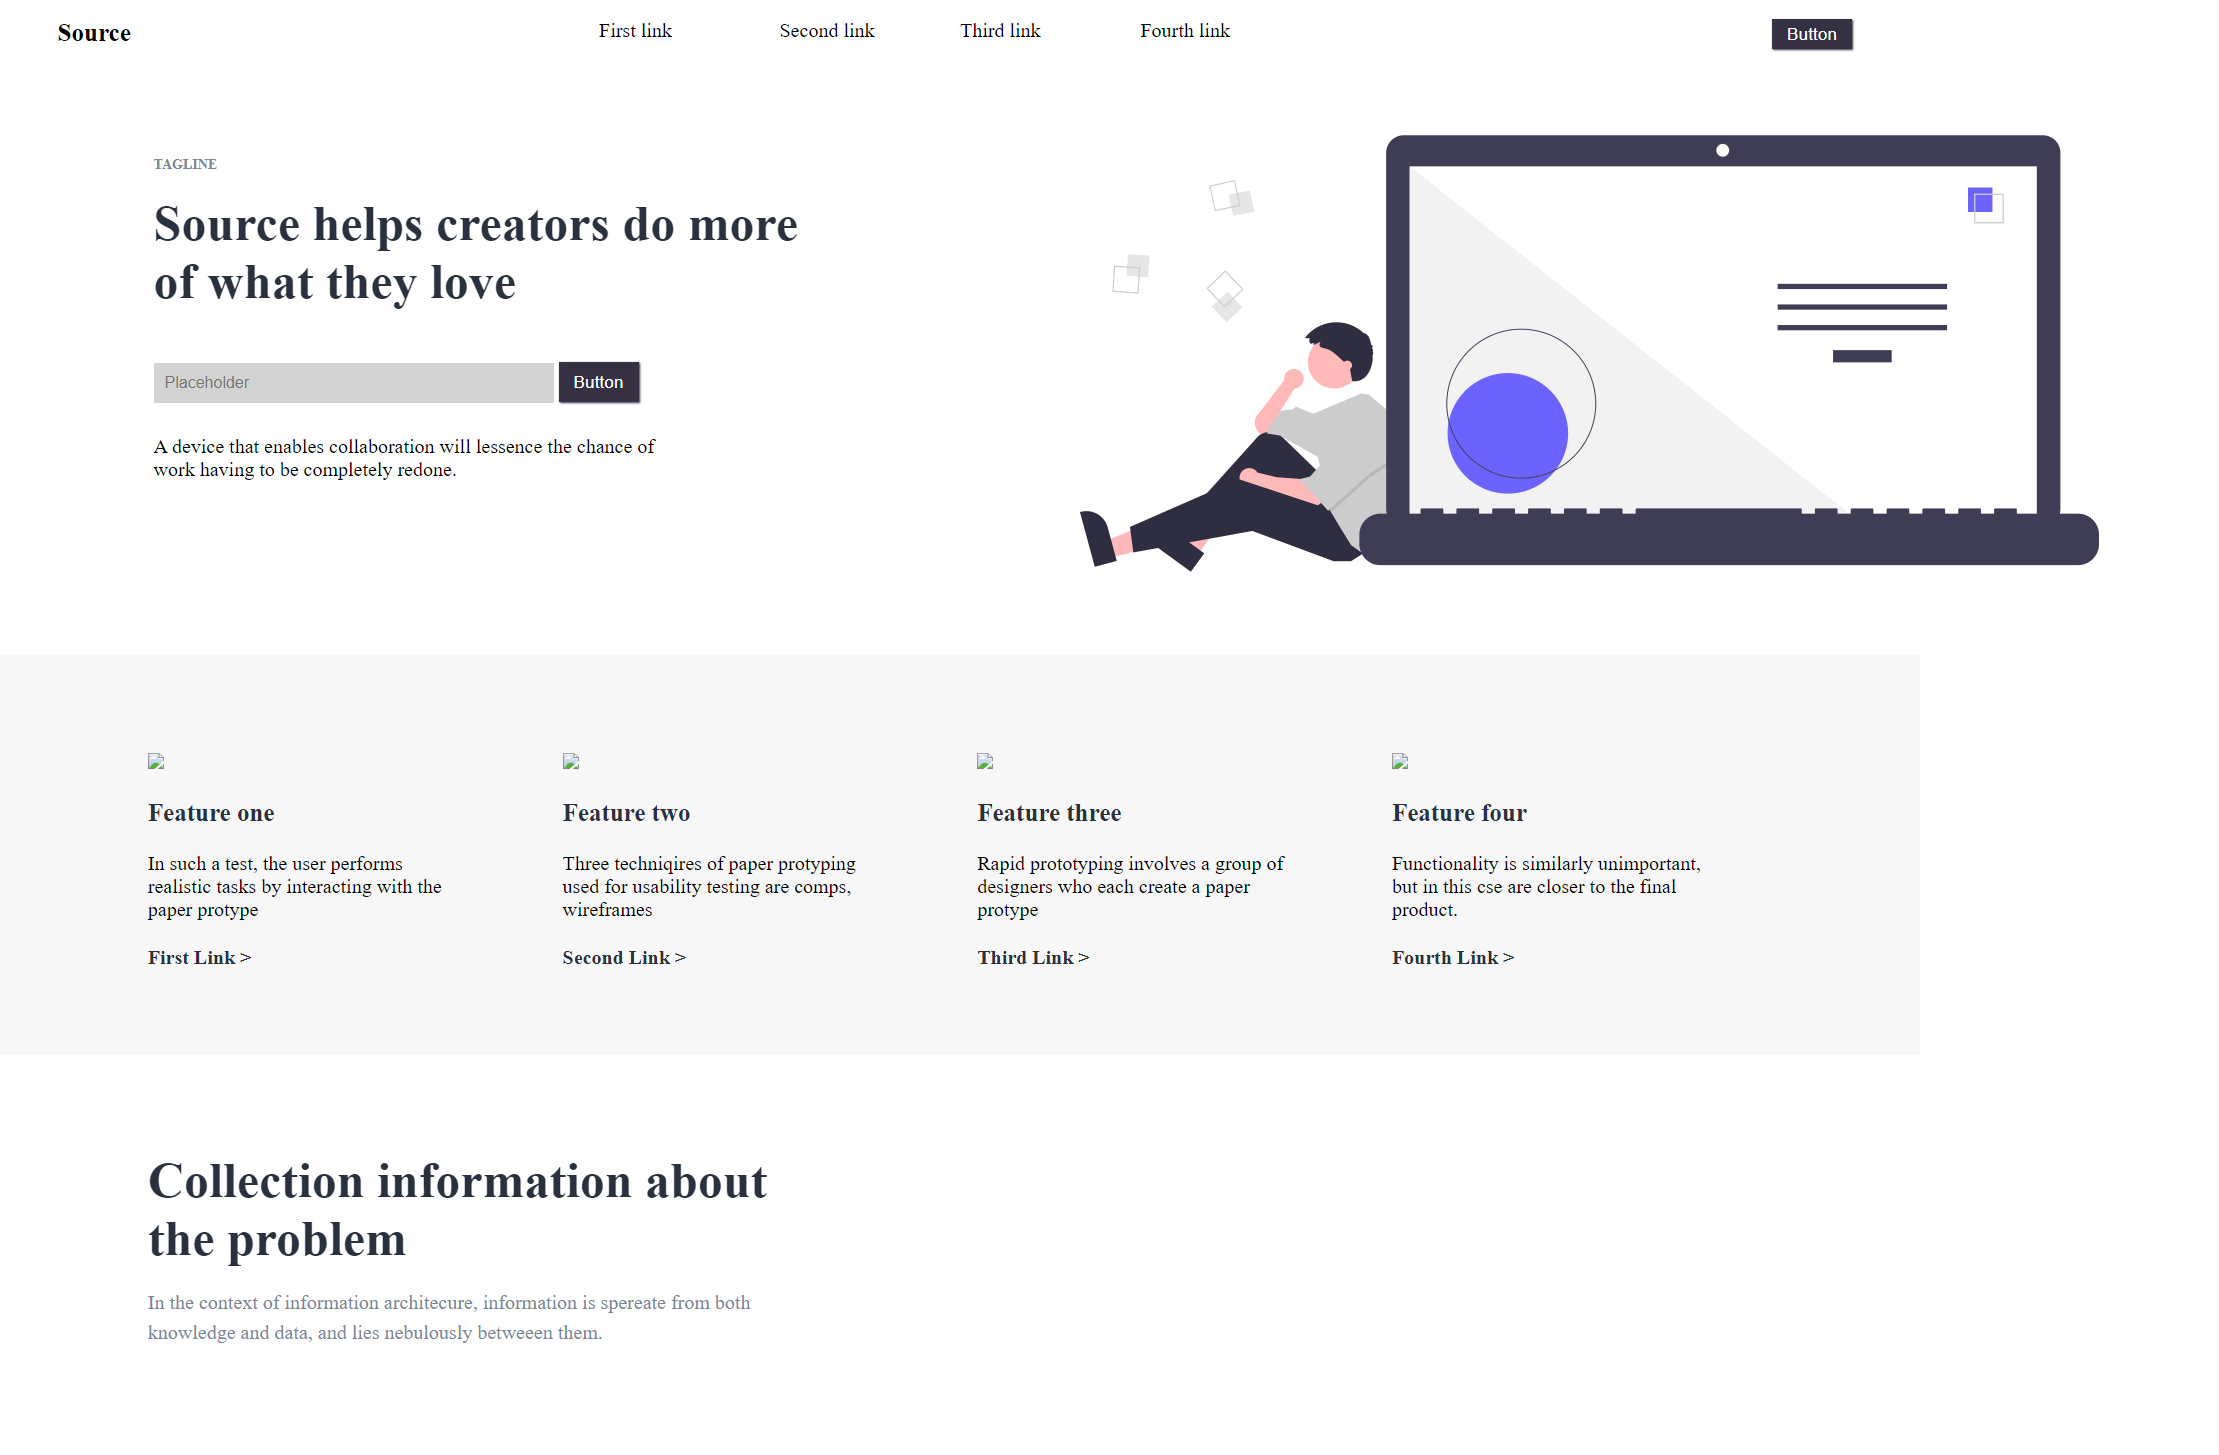 Source
First link
Second link
Third link
Fourth link
Button
TAGLINE
Source helps creators do more
of what they love
Placeholder
Button
A device that enables collaboration will lessence the chance of
work having to be completely redone.
Feature one
In such a test, the user performs
realistic tasks by interacting with the
paper protype
First Link >
Feature two
Three techniqires of paper protyping
used for usability testing are comps,
wireframes
Second Link >
Feature three
Rapid prototyping involves a group of
designers who each create a paper
protype
Third Link >
Feature four
Functionality is similarly unimportant,
but in this cse are closer to the final
product.
Fourth Link >
Collection information about
the problem
In the context of information architecure, information is spereate from both
knowledge and data, and lies nebulously betweeen them.